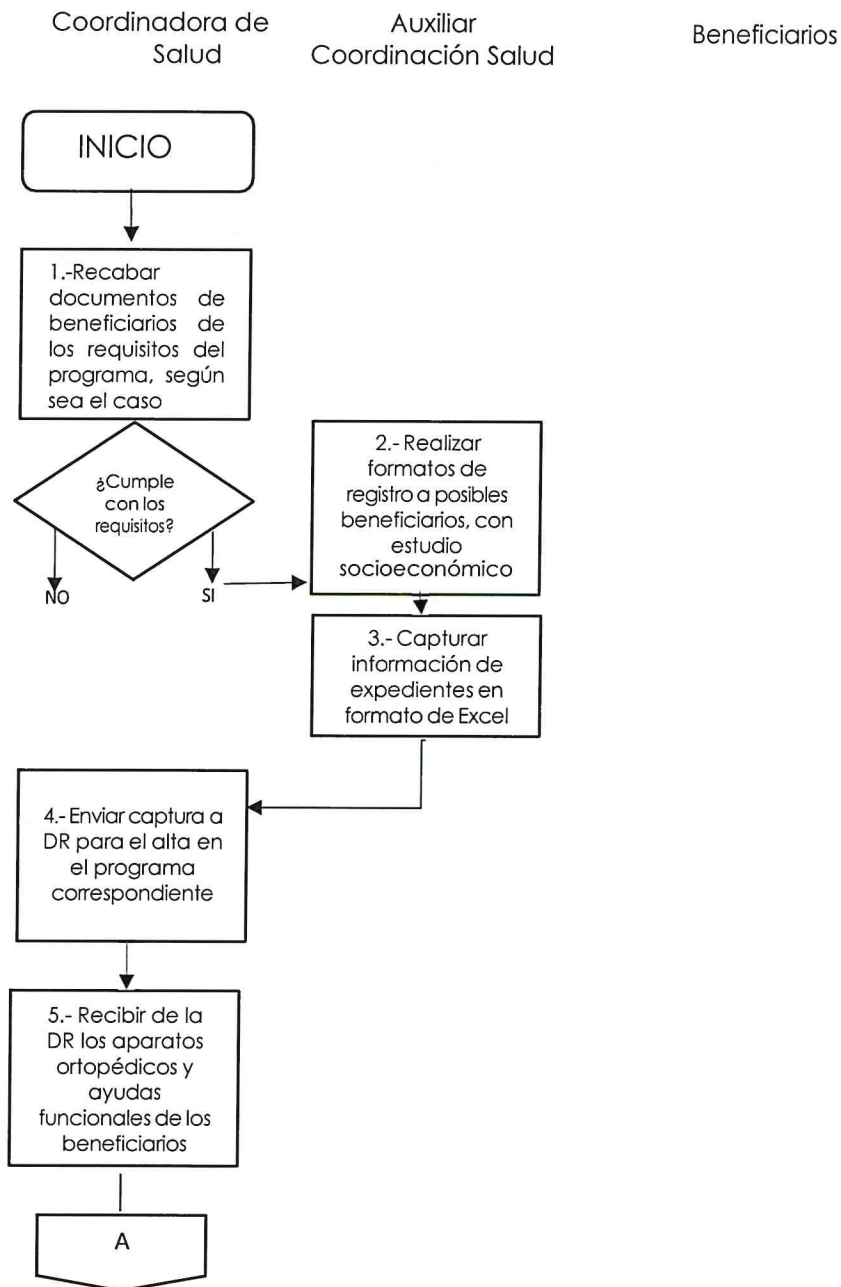 Coordinadora de
Salud
Auxiliar
Coordinación Salud
Beneficiarios
INICIO
1.-Recabar
documentos de
beneficiarios de
los requisitos del
programa, según
sea el caso
¿Cumple
con los
requisitos?
NO
SI
2.- Realizar
formatos de
registro a posibles
beneficiarios, con
estudio
socioeconómico
3.- Capturar
información de
expedientes en
formato de Excel
4.- Enviar captura a
DR para el alta en
el programa
correspondiente
5.- Recibir de la
DR los aparatos
ortopédicos y
ayudas
funcionales de los
beneficiarios
A